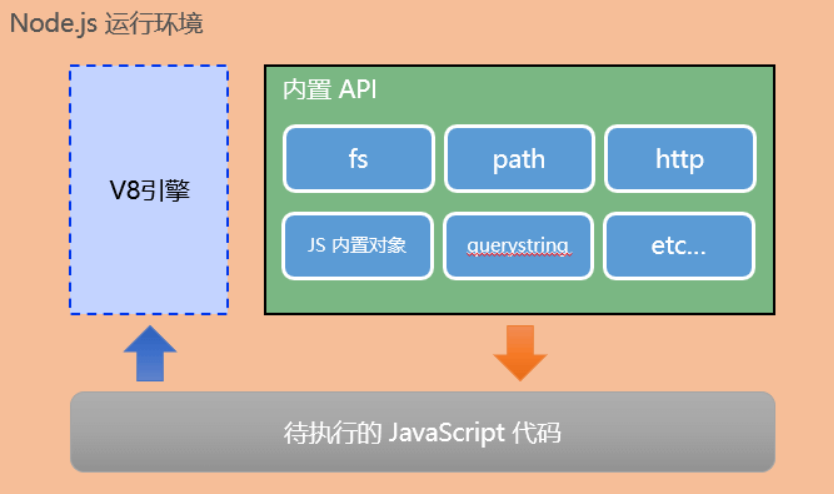 Node.js 运行环境
V8引擎
内置 API
fs
path
http
JS 内置对象
querystring
etc...
待执行的 JavaScript 代码